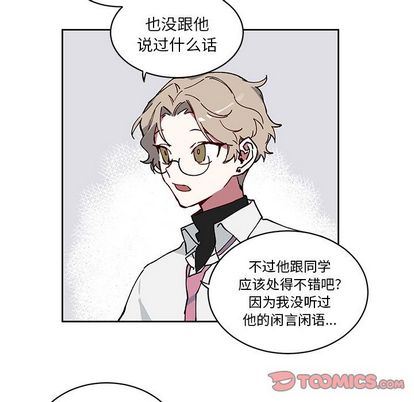 也没跟他
说过什么话
不过他跟同学
应该处得不错吧?
因为我没听过
他的闲言闲语...
TOOMICS.COM